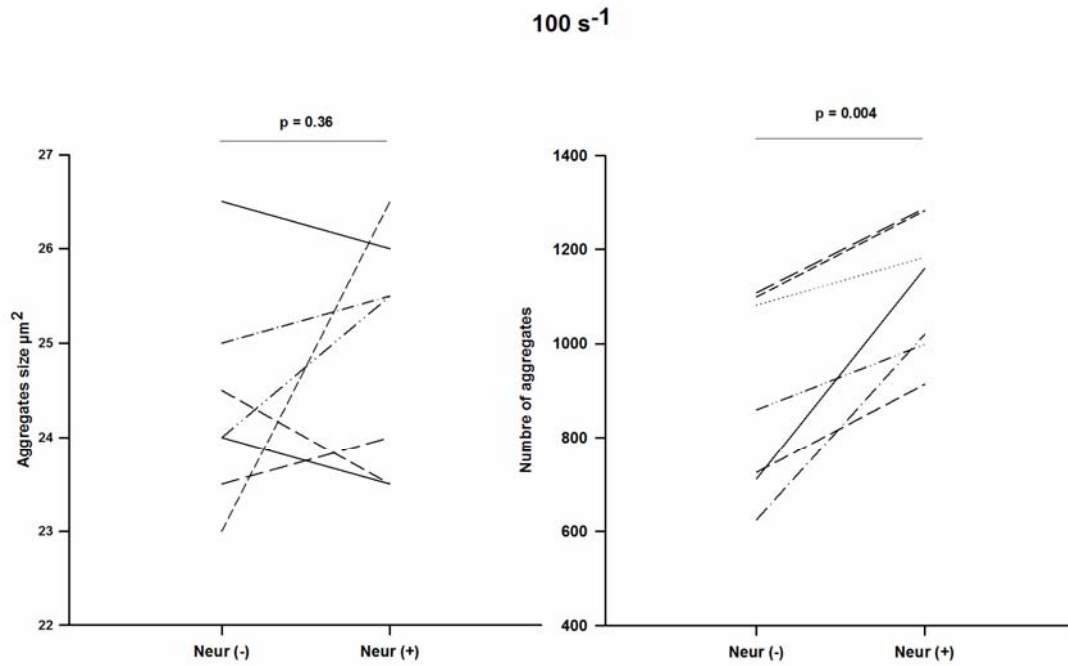 100 s-1
p = 0.36
27
26
25
24
23
22
Aggregates size µm2
Neur (-)
Neur (+)
p = 0.004
1400
1200
1000
800
600
400
Numbre of aggregates
Neur (-)
Neur (+)